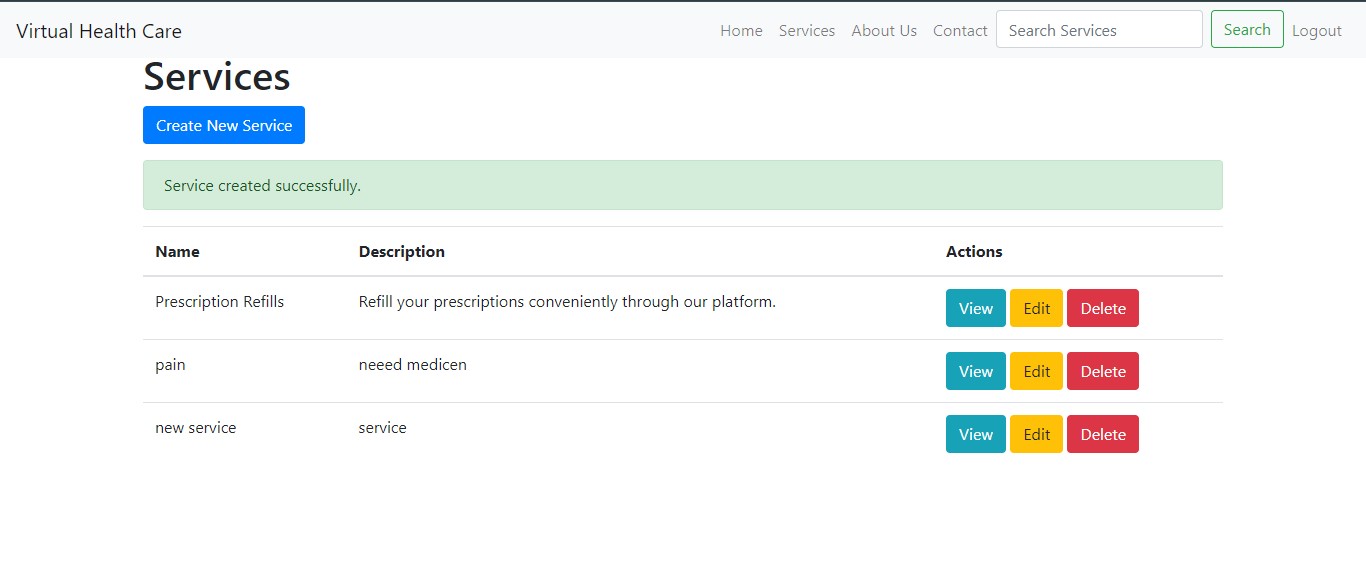 Virtual Health Care Home Services About Us Contact Search Services Search Logout
Services
Create New Service
Service created successfully.
Name Description Actions
Prescription Refills Refill your prescriptions conveniently through our platform. View Edit Delete
pain neeed medicen View Edit Delete
new service service View Edit Delete